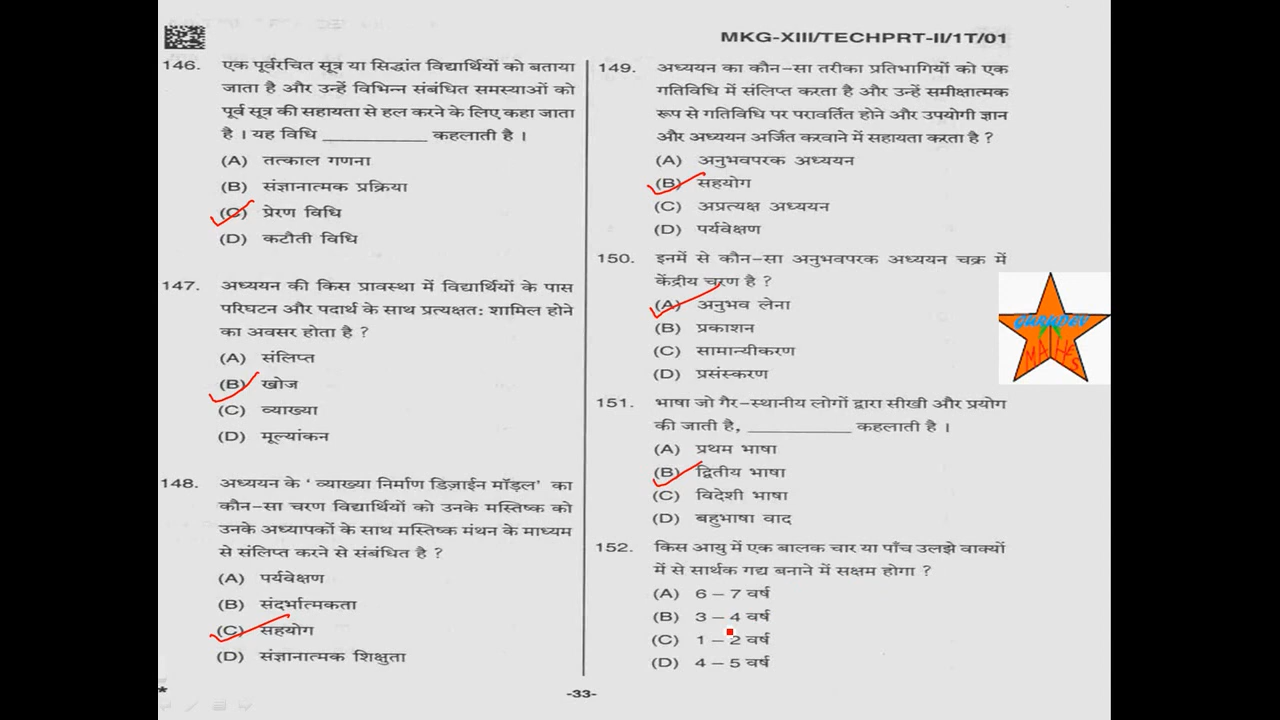 MKG-XIII/TECHPRT-II/1T/01
146. एक पूर्वरचित सूत्र या सिद्धांत विद्यार्थियों को बताया
जाता है और उन्हें विभिन्न संबंधित समस्याओं को
पूर्व सूत्र की सहायता से हल करने के लिए कहा जाता
है । यह विधि __________ कहलाती है ।
(A) तत्काल गणना
(B) संज्ञानात्मक प्रक्रिया
(C) प्रेरण विधि
(D) कटौती विधि
147. अध्ययन की किस प्रावस्था में विद्यार्थियों के पास
परिघटन और पदार्थ के साथ प्रत्यक्षत: शामिल होने
का अवसर होता है ?
(A) संलिप्त
(B) खोज
(C) व्याख्या
(D) मूल्यांकन
148. अध्ययन के ‘ व्याख्या निर्माण डिज़ाईन मॉड्ल’ का
कौन-सा चरण विद्यार्थियों को उनके मस्तिष्क को
उनके अध्यापकों के साथ मस्तिष्क मंथन के माध्यम
से संलिप्त करने से संबंधित है ?
(A) पर्यवेक्षण
(B) संदर्भात्मकता
(C) सहयोग
(D) संज्ञानात्मक शिक्षुता
149. अध्ययन का कौन-सा तरीका प्रतिभागियों को एक
गतिविधि में संलिप्त करता है और उन्हें समीक्षात्मक
रूप से गतिविधि पर परावर्तित होने और उपयोगी ज्ञान
और अध्ययन अर्जित करवाने में सहायता करता है ?
(A) अनुभवपरक अध्ययन
(B) सहयोग
(C) अप्रत्यक्ष अध्ययन
(D) पर्यवेक्षण
150. इनमें से कौन-सा अनुभवपरक अध्ययन चक्र में
केंद्रीय चरण है ?
(A) अनुभव लेना
(B) प्रकाशन
(C) सामान्यीकरण
(D) प्रसंस्करण
151. भाषा जो गैर-स्थानीय लोगों द्वारा सीखी और प्रयोग
की जाती है, __________ कहलाती है ।
(A) प्रथम भाषा
(B) द्वितीय भाषा
(C) विदेशी भाषा
(D) बहुभाषा वाद
152. किस आयु में एक बालक चार या पाँच उलझे वाक्यों
में से सार्थक गद्य बनाने में सक्षम होगा ?
(A) 6 – 7 वर्ष
(B) 3 – 4 वर्ष
(C) 1 – 2 वर्ष
(D) 4 – 5 वर्ष
-33-
GURUDEV
MATHES